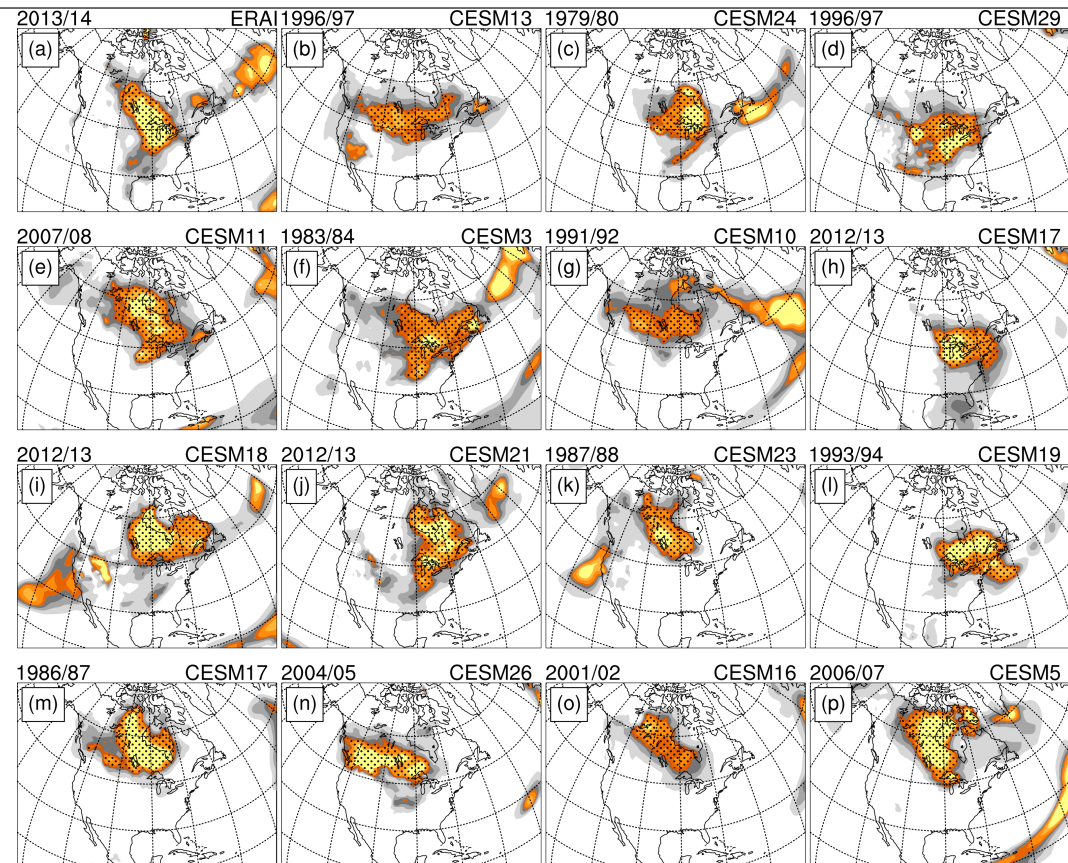 2013/14 ERAI 1996/97 CESM13 1979/80 CESM24 1996/97 CESM29
(a) (b) (c) (d)
2007/08 CESM11 1983/84 CESM3 1991/92 CESM10 2012/13 CESM17
(e) (f) (g) (h)
2012/13 CESM18 2012/13 CESM21 1987/88 CESM23 1993/94 CESM19
(i) (j) (k) (l)
1986/87 CESM17 2004/05 CESM26 2001/02 CESM16 2006/07 CESM5
(m) (n) (o) (p)